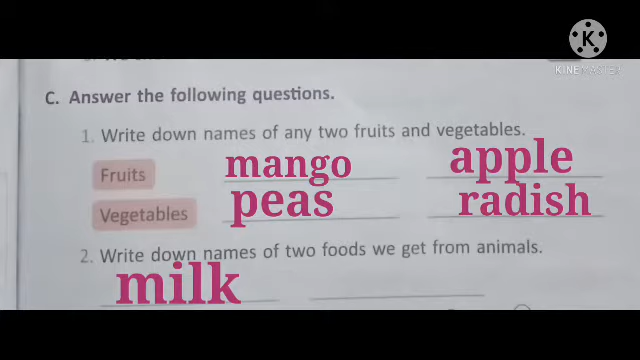 K
KINEMASTER
C. Answer the following questions.
1. Write down names of any two fruits and vegetables.
Fruits mango apple
Vegetables peas radish
2. Write down names of two foods we get from animals.
milk